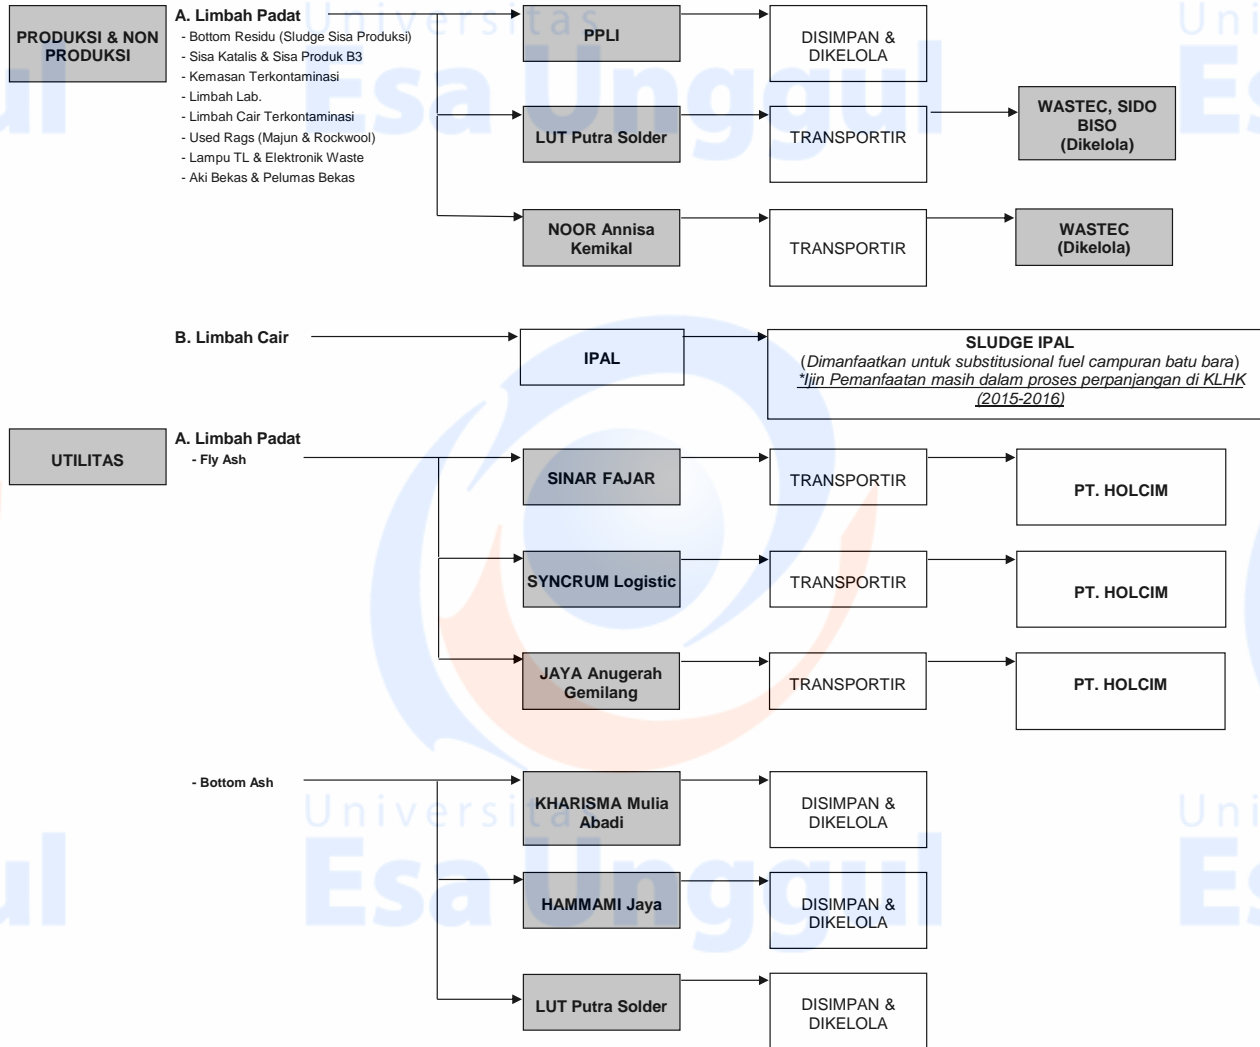 PRODUKSI & NON
PRODUKSI
A. Limbah Padat
- Bottom Residu (Sludge Sisa Produksi)
- Sisa Katalis & Sisa Produk B3
- Kemasan Terkontaminasi
- Limbah Lab.
- Limbah Cair Terkontaminasi
- Used Rags (Majun & Rockwool)
- Lampu TL & Elektronik Waste
- Aki Bekas & Pelumas Bekas
PPLI
DISIMPAN &
DIKELOLA
LUT Putra Solder
TRANSPORTIR
WASTEC, SIDO
BISO
(Dikelola)
NOOR Annisa
Kemikal
TRANSPORTIR
WASTEC
(Dikelola)
B. Limbah Cair
IPAL
SLUDGE IPAL
(Dimanfaatkan untuk substitusional fuel campuran batu bara)
*Ijin Pemanfaatan masih dalam proses perpanjangan di KLHK
(2015-2016)
UTILITAS
A. Limbah Padat
- Fly Ash
SINAR FAJAR
TRANSPORTIR
PT. HOLCIM
SYNCRUM Logistic
TRANSPORTIR
PT. HOLCIM
JAYA Anugerah
Gemilang
TRANSPORTIR
PT. HOLCIM
- Bottom Ash
KHARISMA Mulia
Abadi
DISIMPAN &
DIKELOLA
HAMMAMI Jaya
DISIMPAN &
DIKELOLA
LUT Putra Solder
DISIMPAN &
DIKELOLA
Universitas
Esa Unggul
Uni
Es
ul
Universitas
Esa Unggul
Uni
Es
ul